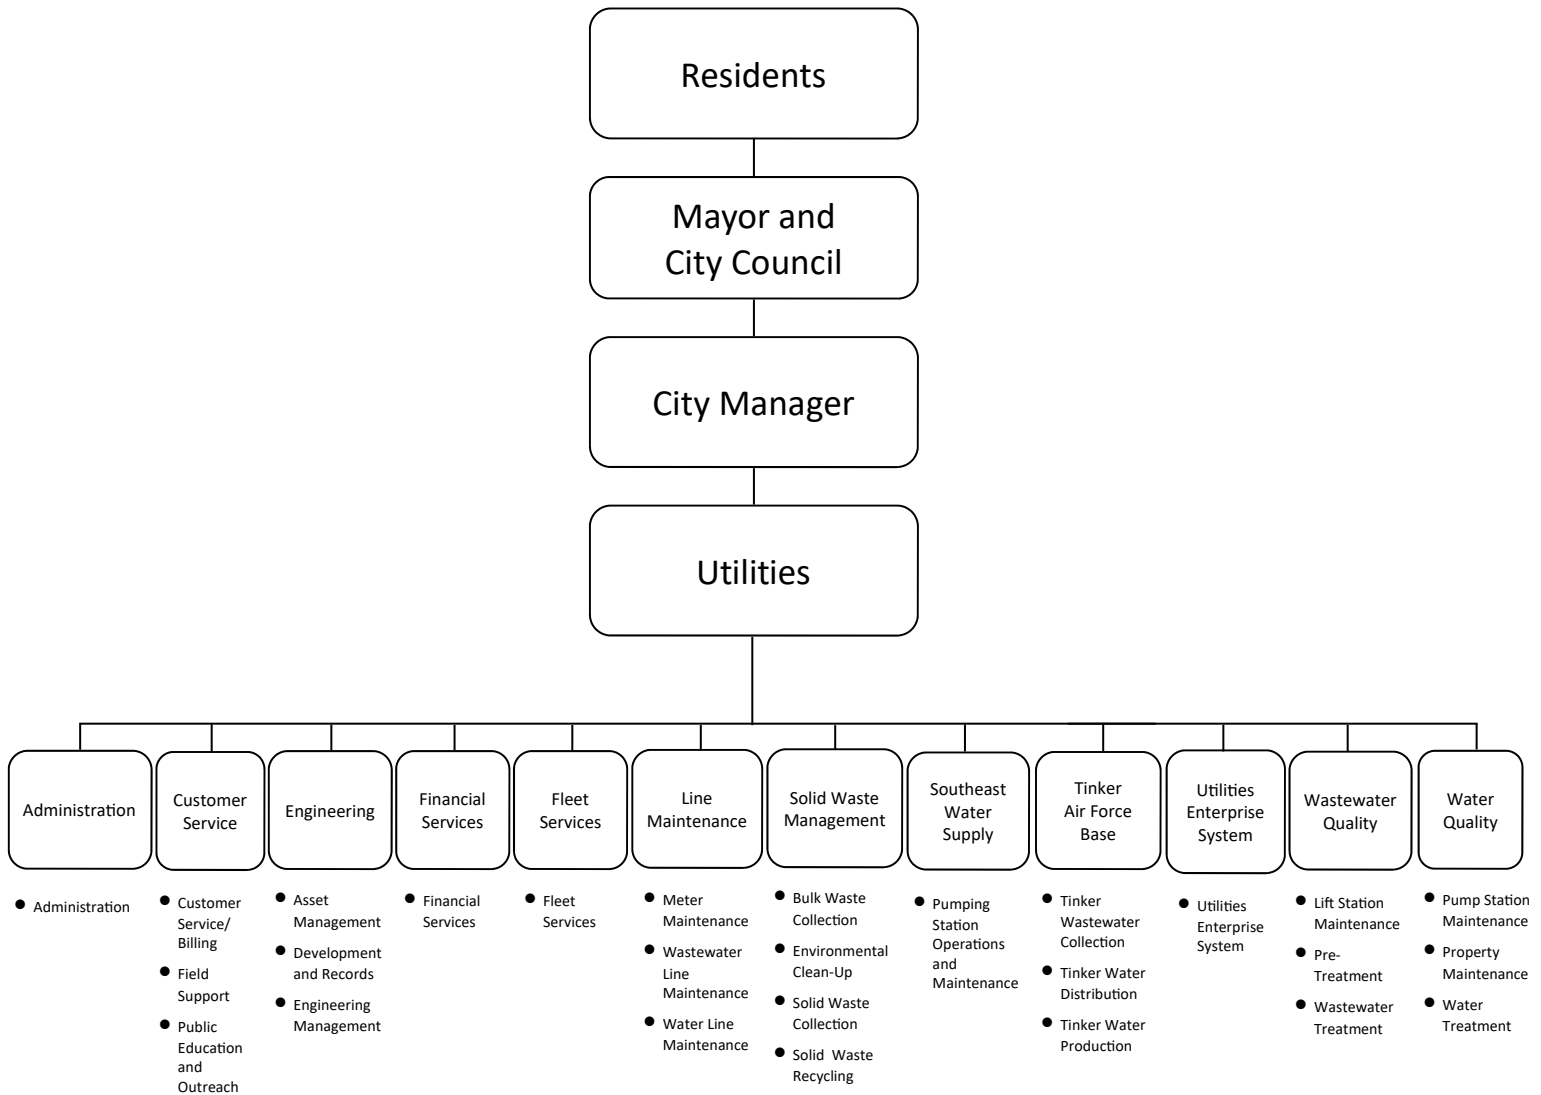 Residents
Mayor and
City Council
City Manager
Utilities
Administration
Customer
Service
Engineering
Financial
Services
Fleet
Services
Line
Maintenance
Solid Waste
Management
Southeast
Water
Supply
Tinker
Air Force
Base
Utilities
Enterprise
System
Wastewater
Quality
Water
Quality
● Administration
● Customer
Service/
Billing
● Field
Support
● Public
Education
and
Outreach
● Asset
Management
● Development
and Records
● Engineering
Management
● Financial
Services
● Fleet
Services
● Meter
Maintenance
● Wastewater
Line
Maintenance
● Water Line
Maintenance
● Bulk Waste
Collection
● Environmental
Clean-Up
● Solid Waste
Collection
● Solid Waste
Recycling
● Pumping
Station
Operations
and
Maintenance
● Tinker
Wastewater
Collection
● Tinker Water
Distribution
● Tinker Water
Production
● Utilities
Enterprise
System
● Lift Station
Maintenance
● Pre-
Treatment
● Wastewater
Treatment
● Pump Station
Maintenance
● Property
Maintenance
● Water
Treatment